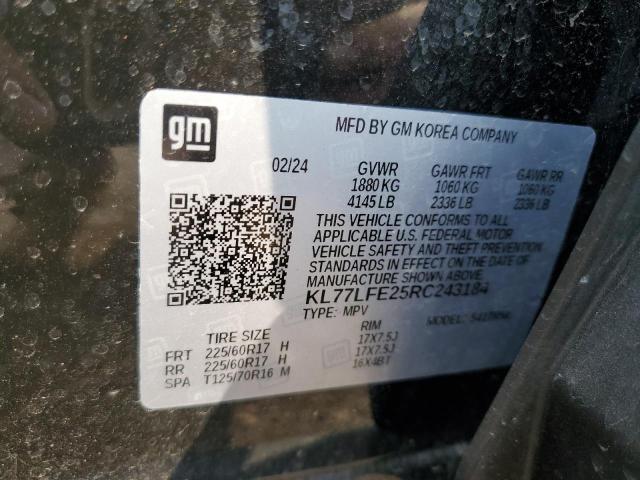 gm
MFD BY GM KOREA COMPANY
02/24 GVWR GAWR FRT GAWR RR
1880 KG 1060 KG 1060 KG
4145 LB 2336 LB 2336 LB
THIS VEHICLE CONFORMS TO ALL
APPLICABLE U.S. FEDERAL MOTOR
VEHICLE SAFETY AND THEFT PREVENTION
STANDARDS IN EFFECT ON THE DATE OF
MANUFACTURE SHOWN ABOVE.
KL77LFE25RC243184
TYPE: MPV MODEL:
TIRE SIZE RIM
FRT 225/60R17 H 17X7.5J
RR 225/60R17 H 17X7.5J
SPA T125/70R16 M 16X4BT